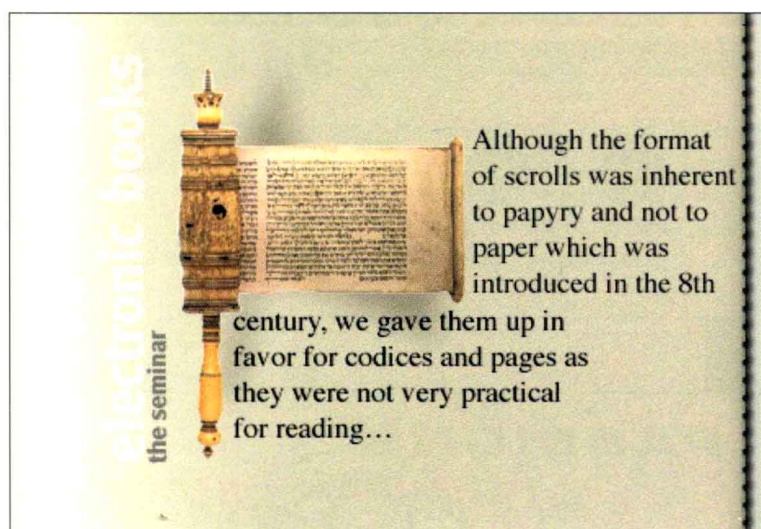 electronic books
the seminar
Although the format
of scrolls was inherent
to papyry and not to
paper which was
introduced in the 8th
century, we gave them up in
favor for codices and pages as
they were not very practical
for reading…